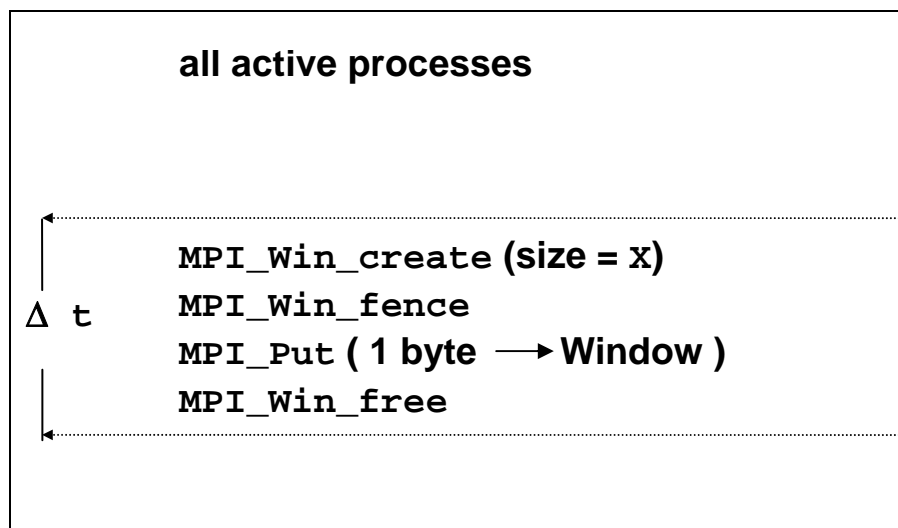 all active processes
MPI_Win_create (size = X)
MPI_Win_fence
Δ t
MPI_Put ( 1 byte → Window )
MPI_Win_free